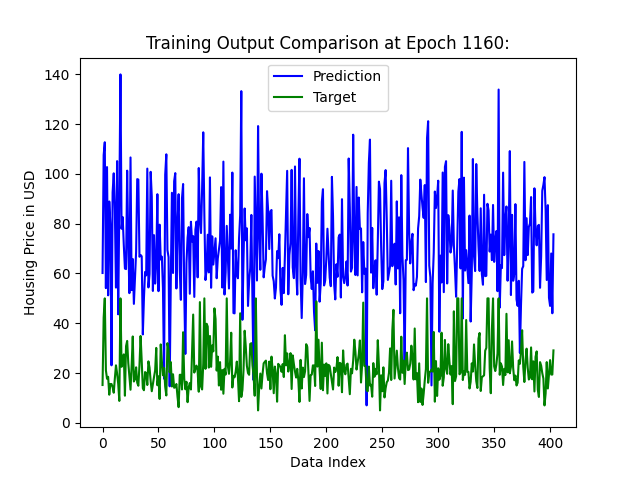 Training Output Comparison at Epoch 1160:
Prediction
Target
Housing Price in USD
140
120
100
80
60
40
20
0
0 50 100 150 200 250 300 350 400
Data Index